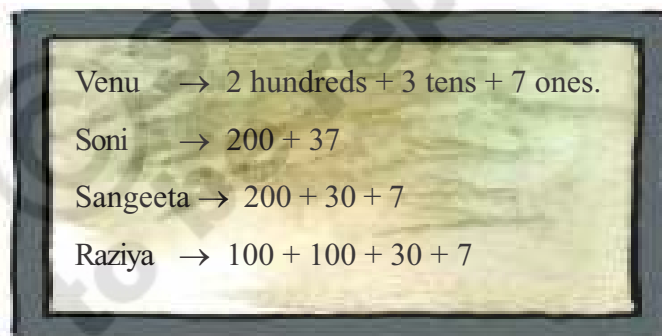 Venu → 2 hundreds + 3 tens + 7 ones.
Soni → 200 + 37
Sangeeta → 200 + 30 + 7
Raziya → 100 + 100 + 30 + 7